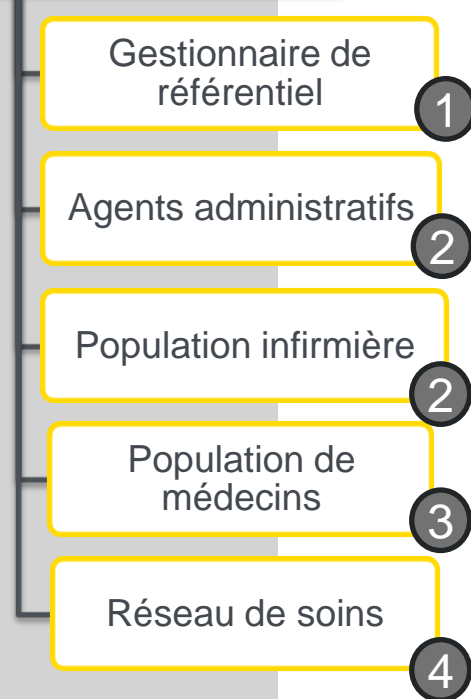 Gestionnaire de
référentiel
1
Agents administratifs
2
Population infirmière
2
Population de
médecins
3
Réseau de soins
4